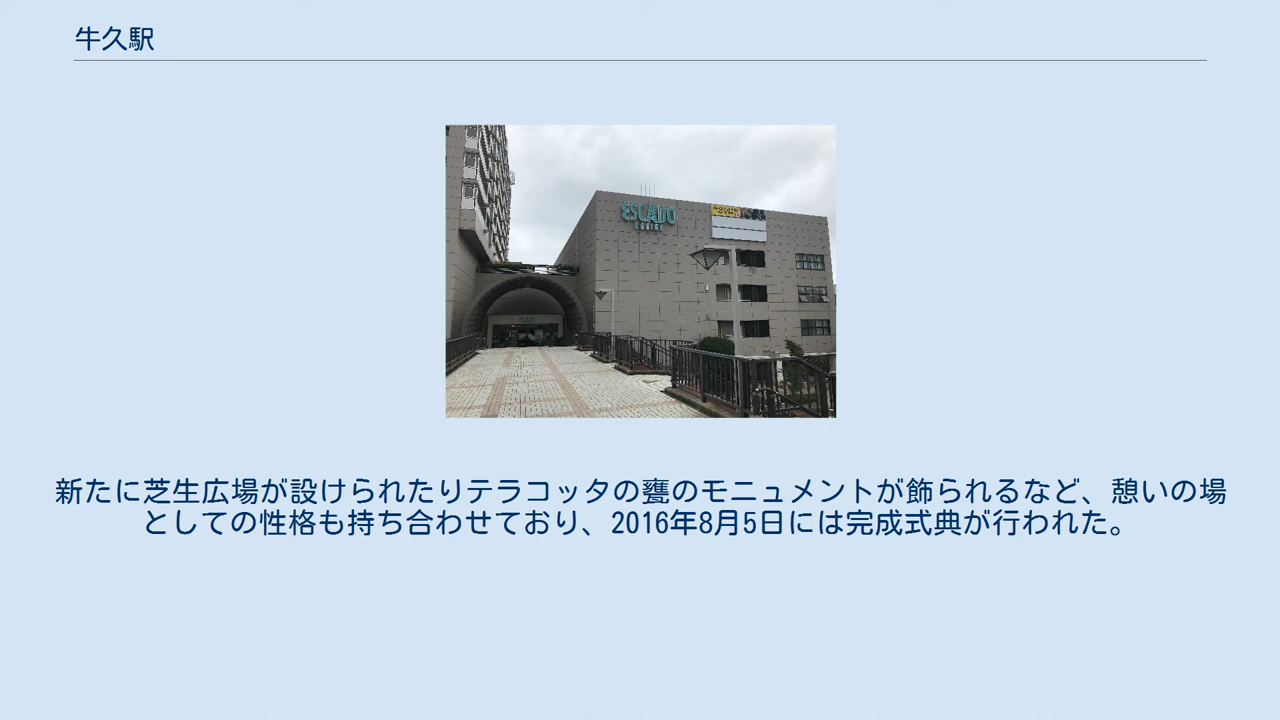 牛久駅
ESCARD
新たに芝生広場が設けられたりテラコッタの甕のモニュメントが飾られるなど、憩いの場
としての性格も持ち合わせており、2016年8月5日には完成式典が行われた。